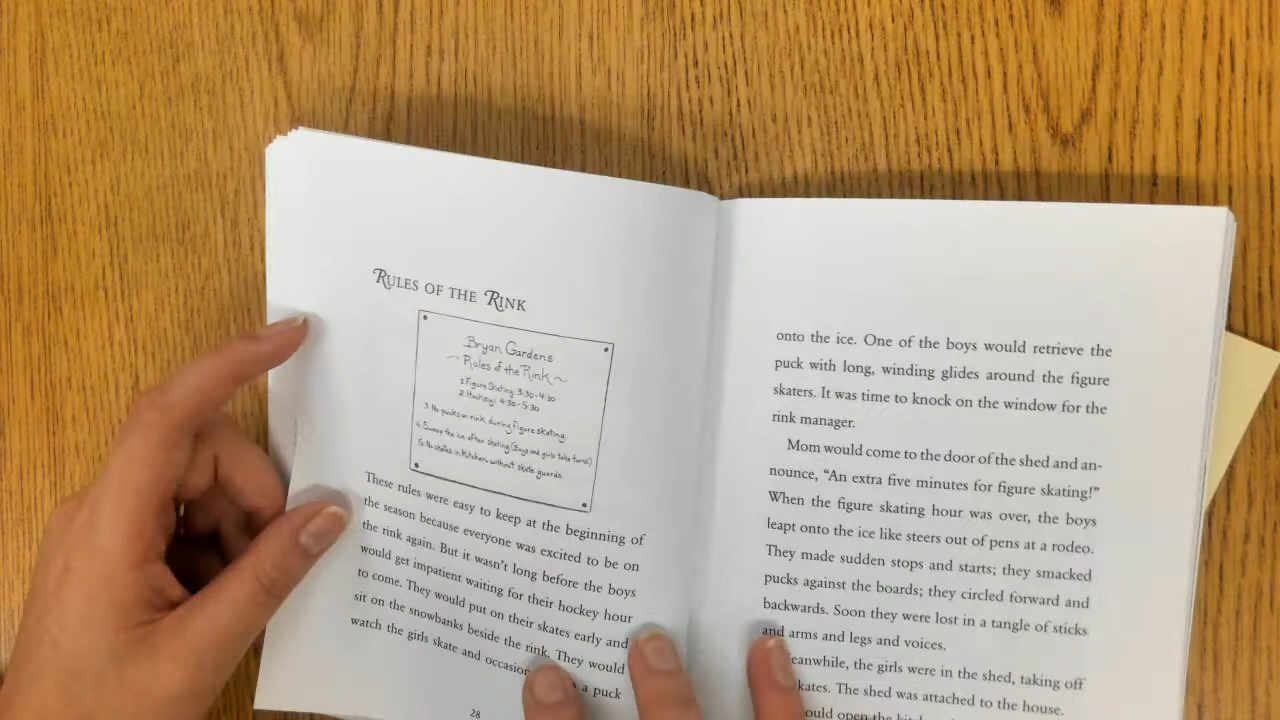 RULES OF THE RINK
Bryan Gardens
~ Rules of the Rink ~
1. Figure Skating: 3:30-4:30
2. Hockey: 4:30-5:30
3. No pucks on rink during figure skating.
4. Sweep the ice after skating (Boys and girls take turns)
5. No skates in Kitchen without skate guards.
These rules were easy to keep at the beginning of
the season because everyone was excited to be on
the rink again. But it wasn't long before the boys
would get impatient waiting for their hockey hour
to come. They would put on their skates early and
sit on the snowbanks beside the rink. They would
watch the girls skate and a puck
28
onto the ice. One of the boys would retrieve the
puck with long, winding glides around the figure
skaters. It was time to knock on the window for the
rink manager.
Mom would come to the door of the shed and an-
nounce, “An extra five minutes for figure skating!”
When the figure skating hour was over, the boys
leapt onto the ice like steers out of pens at a rodeo.
They made sudden stops and starts; they smacked
pucks against the boards; they circled forward and
backwards. Soon they were lost in a tangle of sticks
and arms and legs and voices.
the girls were in the shed, taking off
The shed was attached to the house.
open the